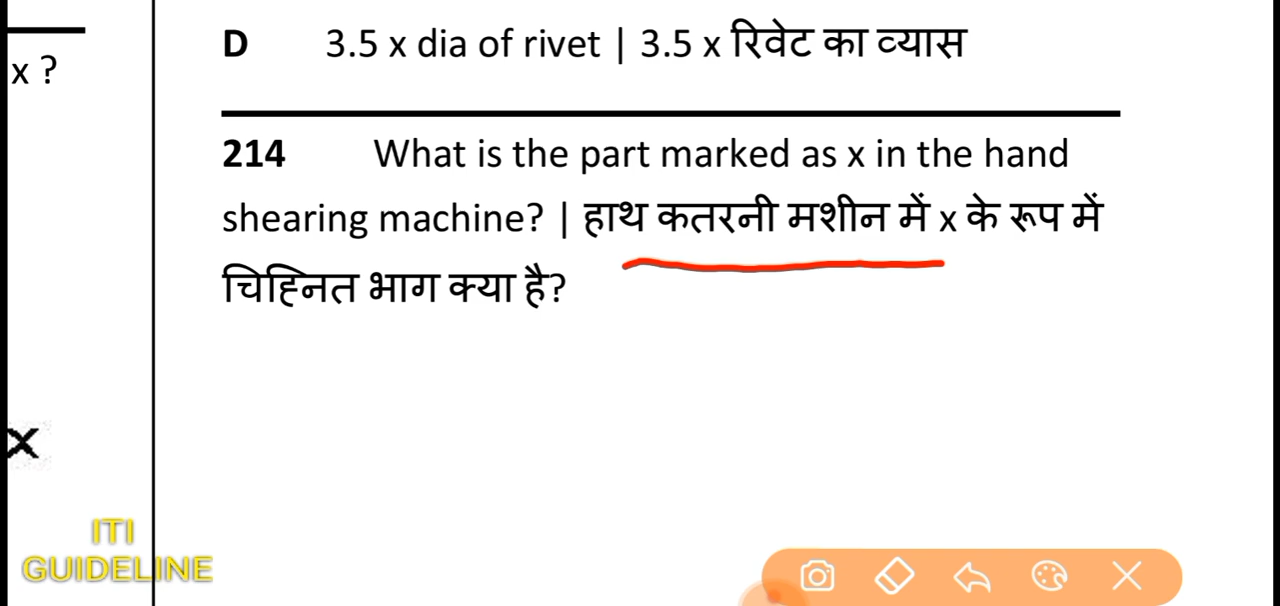 x ?
D 3.5 x dia of rivet | 3.5 x रिवेट का व्यास
214 What is the part marked as x in the hand
shearing machine? | हाथ कतरनी मशीन में x के रूप में
चिह्नित भाग क्या है?
X
ITI
GUIDELINE